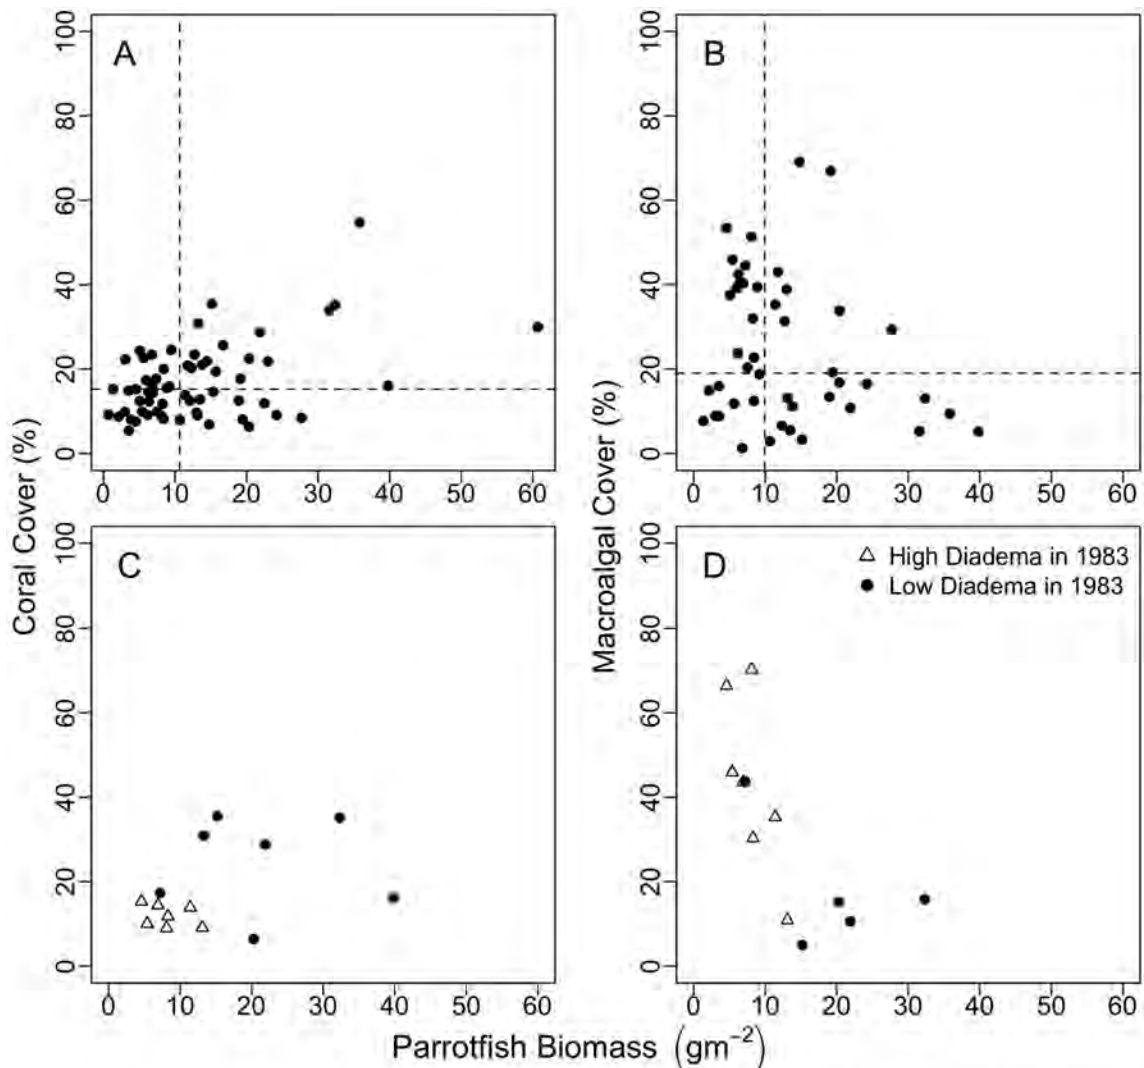 A
B
100
80
60
40
20
0
0 10 20 30 40 50 60
100
80
60
40
20
0
0 10 20 30 40 50 60
Coral Cover (%)
Macroalgal Cover (%)
C
D
High Diadema in 1983
Low Diadema in 1983
100
80
60
40
20
0
0 10 20 30 40 50 60
100
80
60
40
20
0
0 10 20 30 40 50 60
Parrotfish Biomass (gm⁻²)